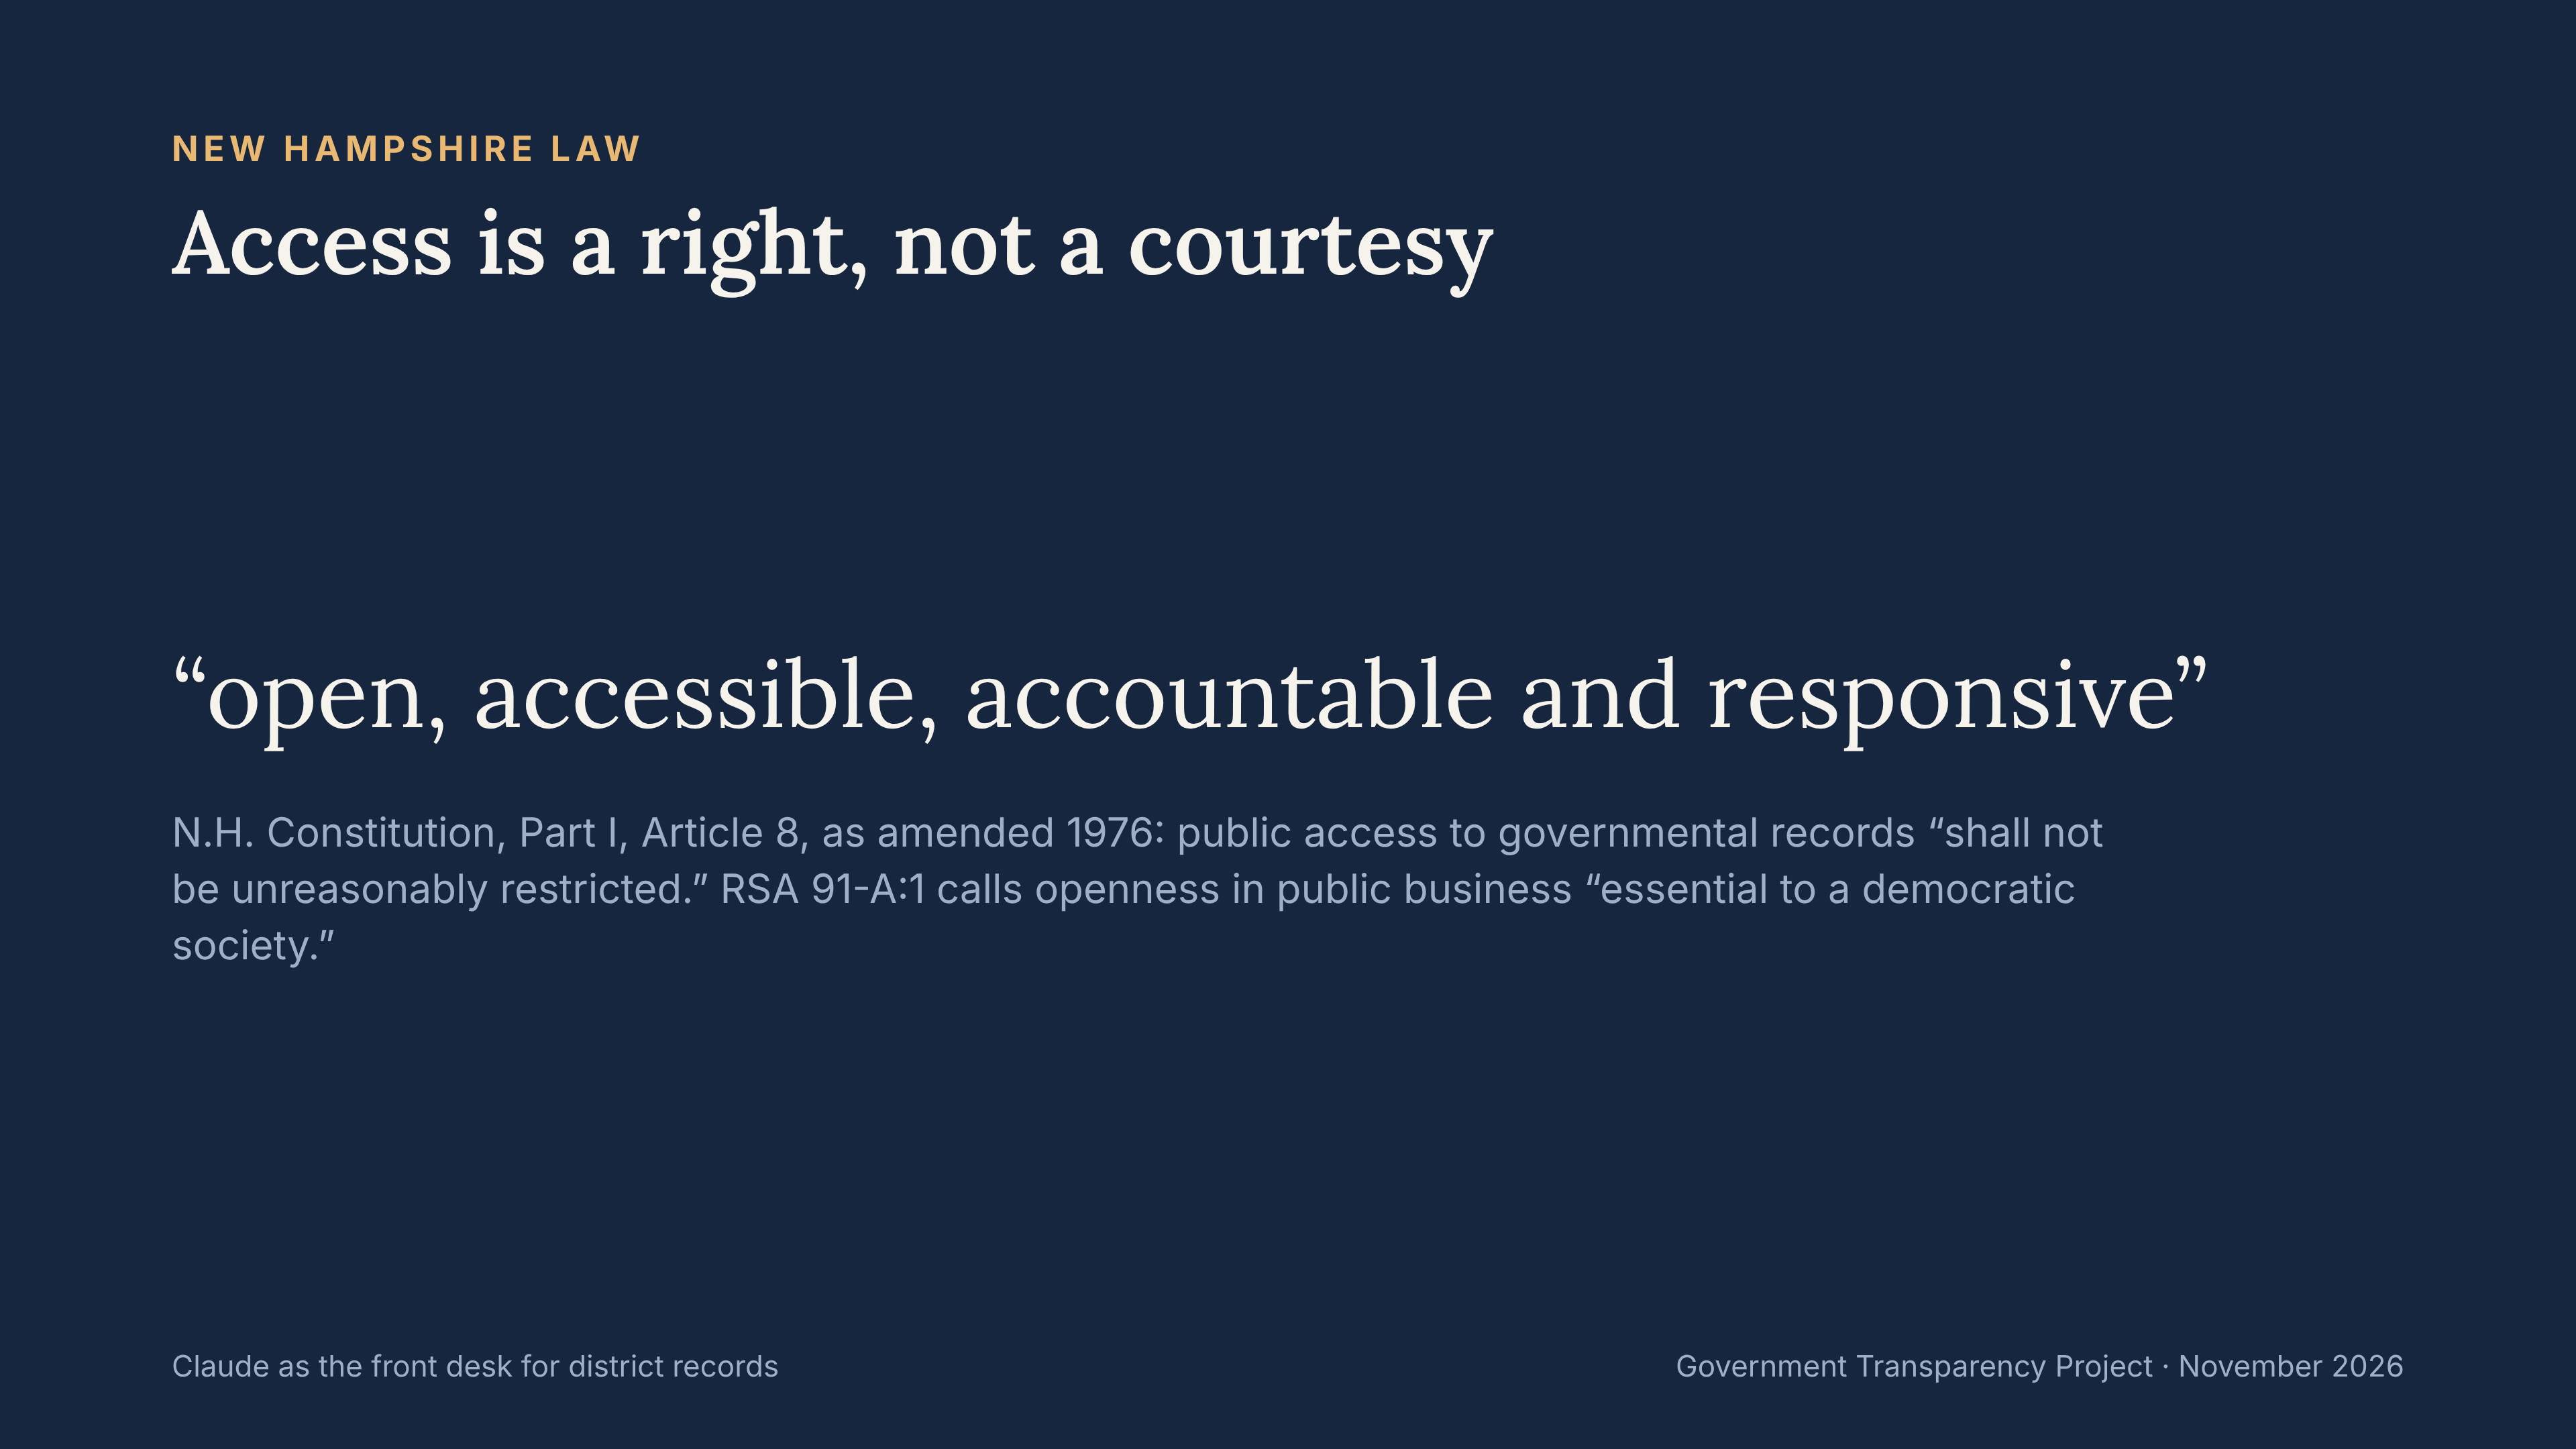 NEW HAMPSHIRE LAW
Access is a right, not a courtesy
“open, accessible, accountable and responsive”
N.H. Constitution, Part I, Article 8, as amended 1976: public access to governmental records “shall not
be unreasonably restricted.” RSA 91-A:1 calls openness in public business “essential to a democratic
society.”
Claude as the front desk for district records
Government Transparency Project · November 2026